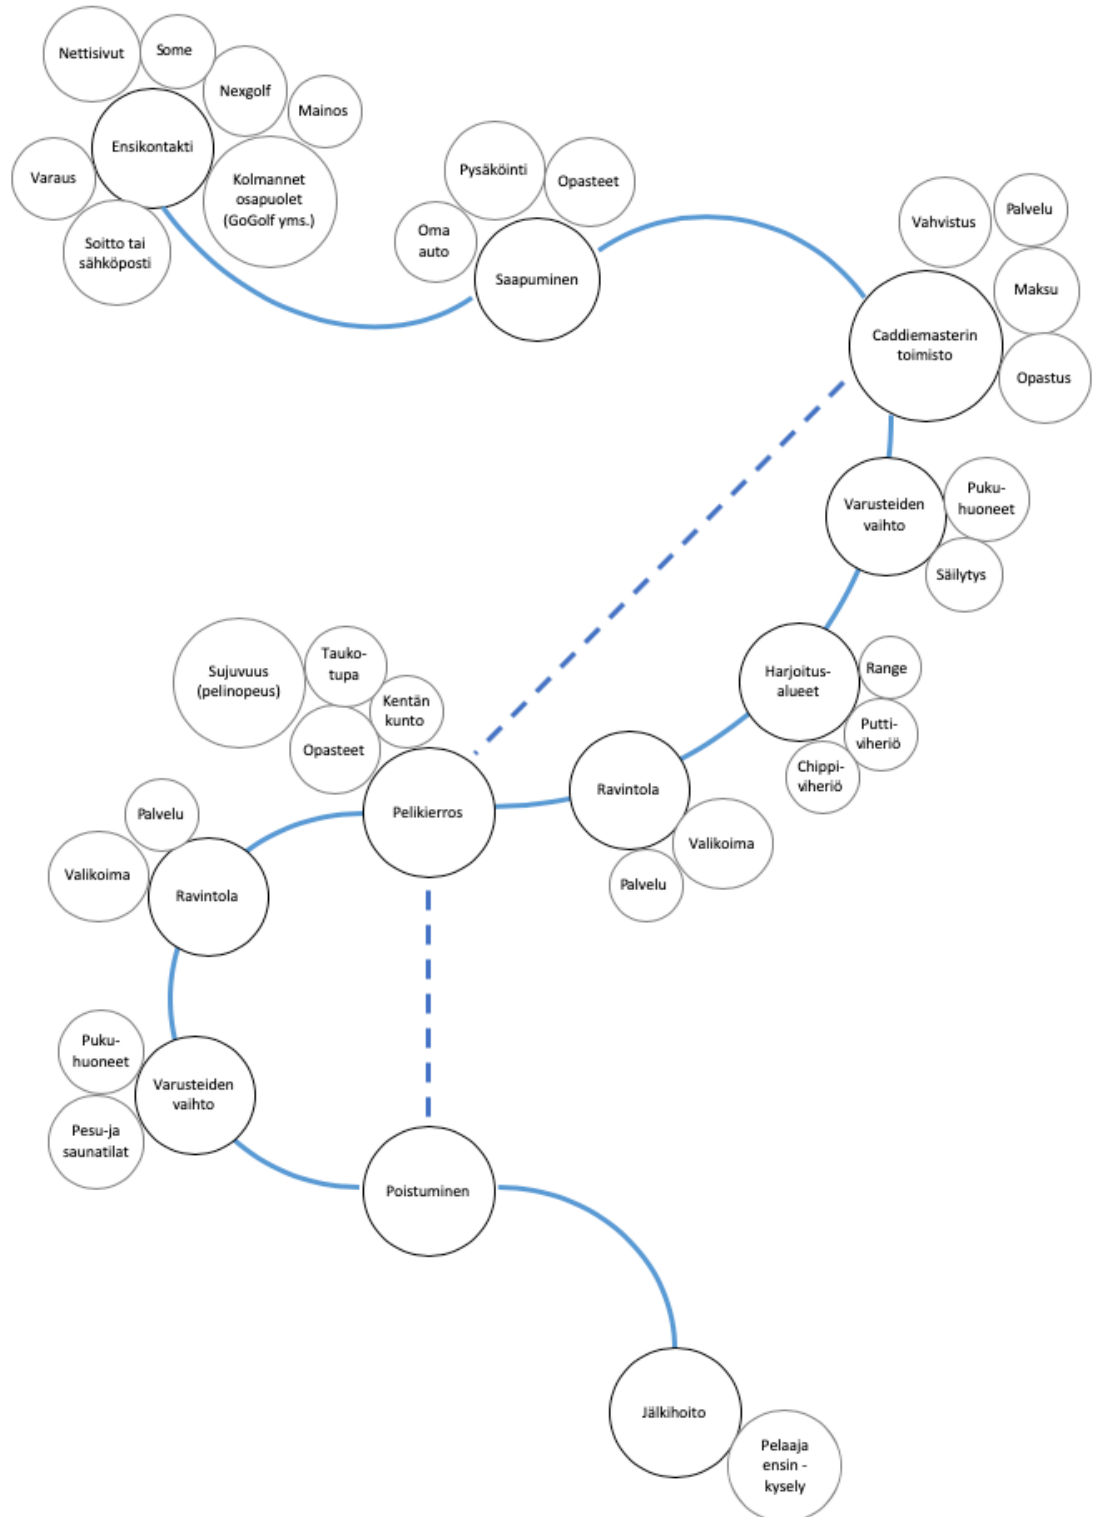 Nettisivut
Some
Nexgolf
Mainos
Ensikontakti
Varaus
Kolmannet
osapuolet
(GoGolf yms.)
Soitto tai
sähköposti
Pysäköinti
Opasteet
Oma
auto
Saapuminen
Vahvistus
Palvelu
Maksu
Caddiemasterin
toimisto
Opastus
Varusteiden
vaihto
Puku-
huoneet
Säilytys
Harjoitus-
alueet
Range
Putti-
viheriö
Chippi-
viheriö
Ravintola
Valikoima
Palvelu
Sujuvuus
(pelinopeus)
Tauko-
tupa
Kentän
kunto
Opasteet
Pelikierros
Palvelu
Valikoima
Ravintola
Puku-
huoneet
Varusteiden
vaihto
Pesu-ja
saunatilat
Poistuminen
Jälkihoito
Pelaaja
ensin -
kysely